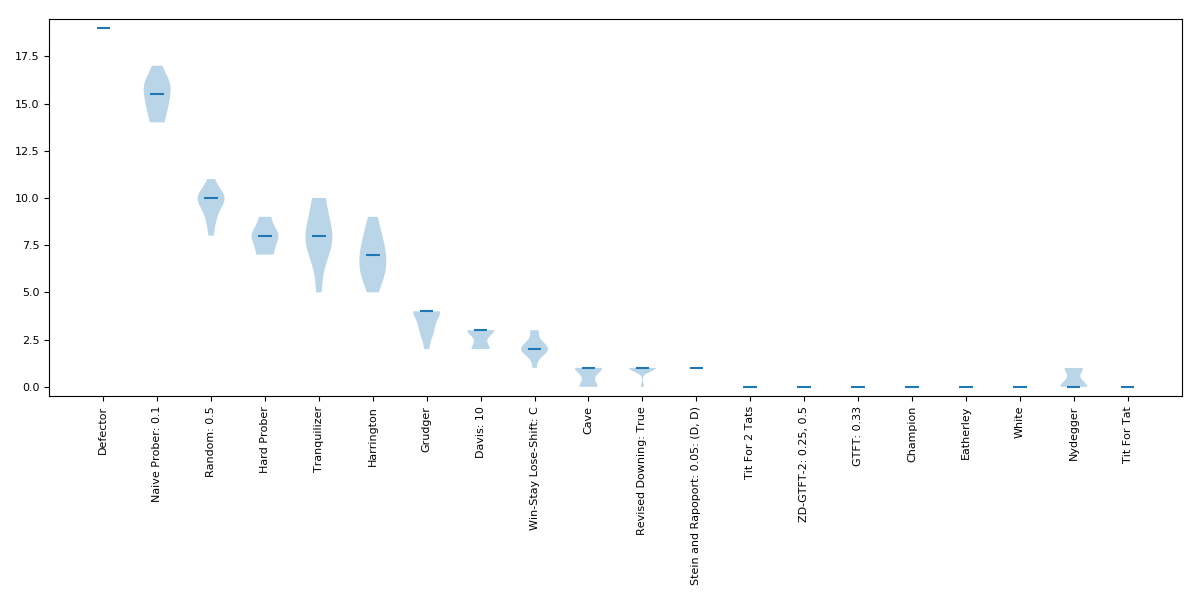 17.5
15.0
12.5
10.0
7.5
5.0
2.5
0.0
Defector
Naive Prober: 0.1
Random: 0.5
Hard Prober
Tranquilizer
Harrington
Grudger
Davis: 10
Win-Stay Lose-Shift: C
Cave
Revised Downing: True
Stein and Rapoport: 0.05: (D, D)
Tit For 2 Tats
ZD-GTFT-2: 0.25, 0.5
GTFT: 0.33
Champion
Eatherley
White
Nydegger
Tit For Tat